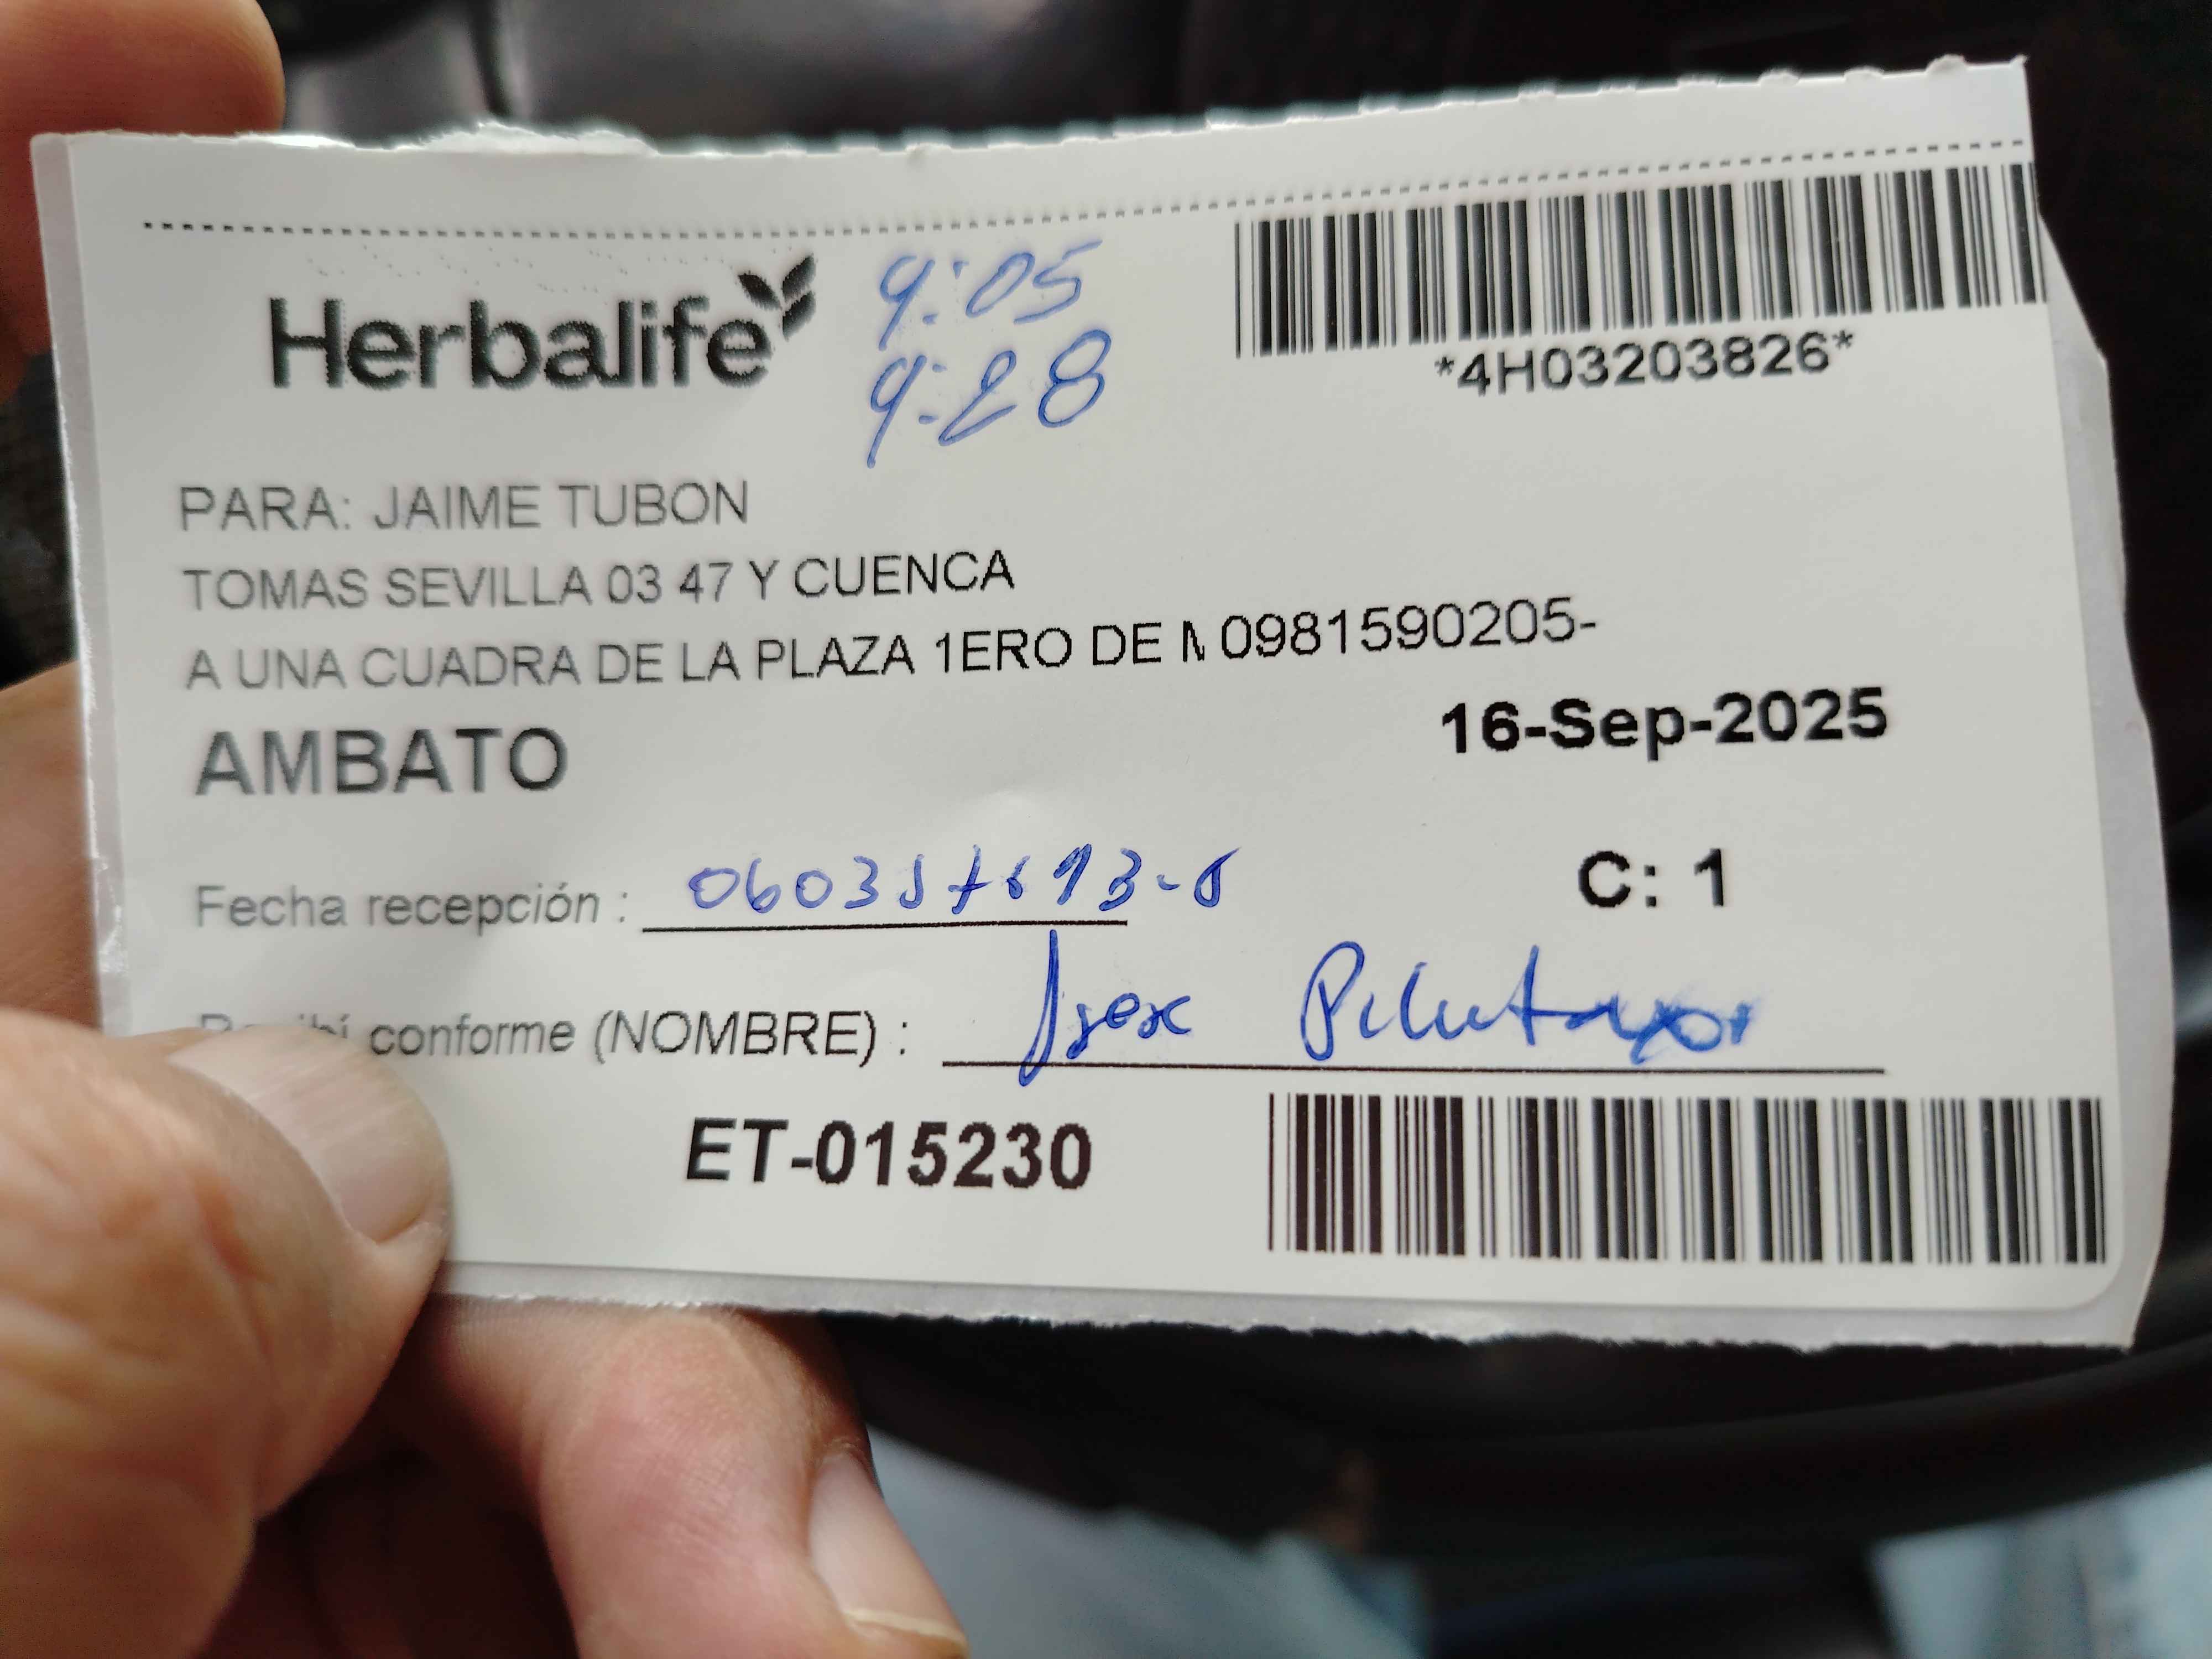 Herbalife
9:05
9:28
*4H03203826*
PARA: JAIME TUBON
TOMAS SEVILLA 03 47 Y CUENCA
A UNA CUADRA DE LA PLAZA 1ERO DE M 0981590205-
AMBATO
16-Sep-2025
Fecha recepción :
C: 1
conforme (NOMBRE) :
ET-015230